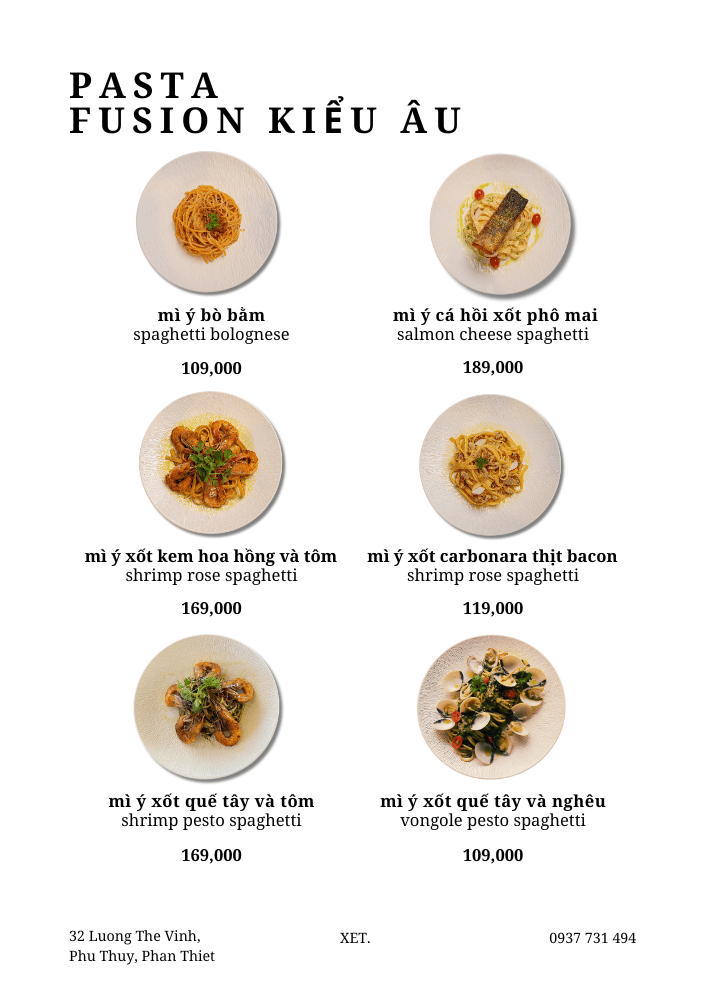 PASTA
FUSION KIỂU ÂU
mì ý bò bằm
spaghetti bolognese
109,000
mì ý cá hồi xốt phô mai
salmon cheese spaghetti
189,000
mì ý xốt kem hoa hồng và tôm
shrimp rose spaghetti
169,000
mì ý xốt carbonara thịt bacon
shrimp rose spaghetti
119,000
mì ý xốt quế tây và tôm
shrimp pesto spaghetti
169,000
mì ý xốt quế tây và nghêu
vongole pesto spaghetti
109,000
32 Luong The Vinh,
Phu Thuy, Phan Thiet
XET.
0937 731 494